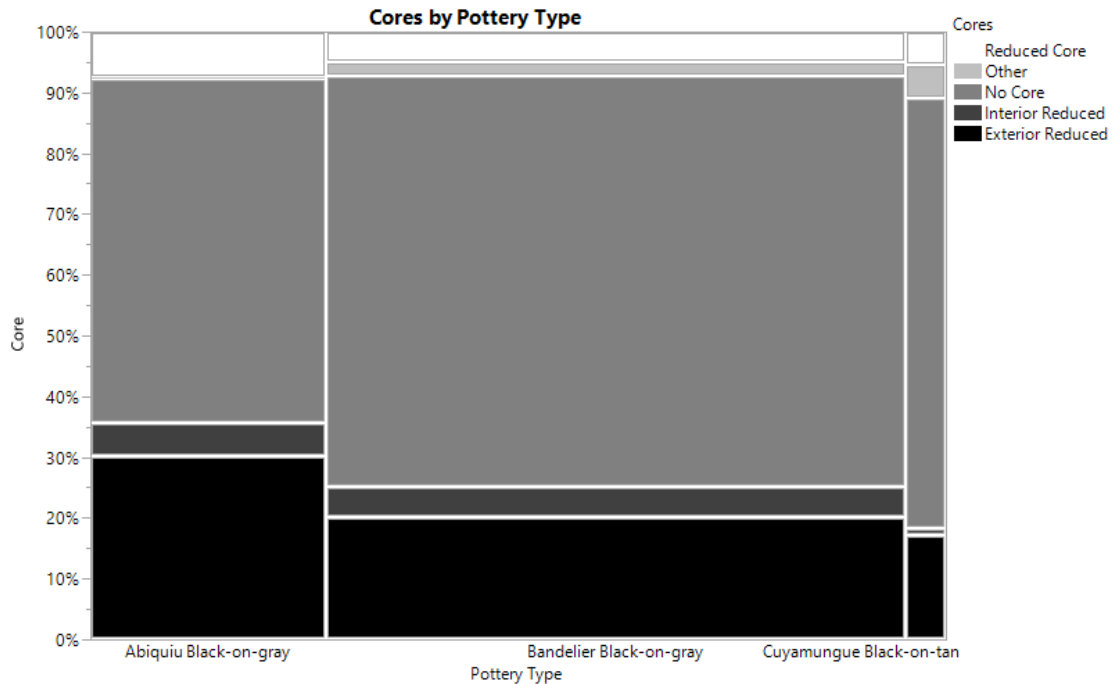 Cores by Pottery Type
100%
90%
80%
70%
60%
50%
40%
30%
20%
10%
0%
Core
Abiquiu Black-on-gray
Bandelier Black-on-gray
Cuyamungue Black-on-tan
Pottery Type
Cores
Reduced Core
Other
No Core
Interior Reduced
Exterior Reduced